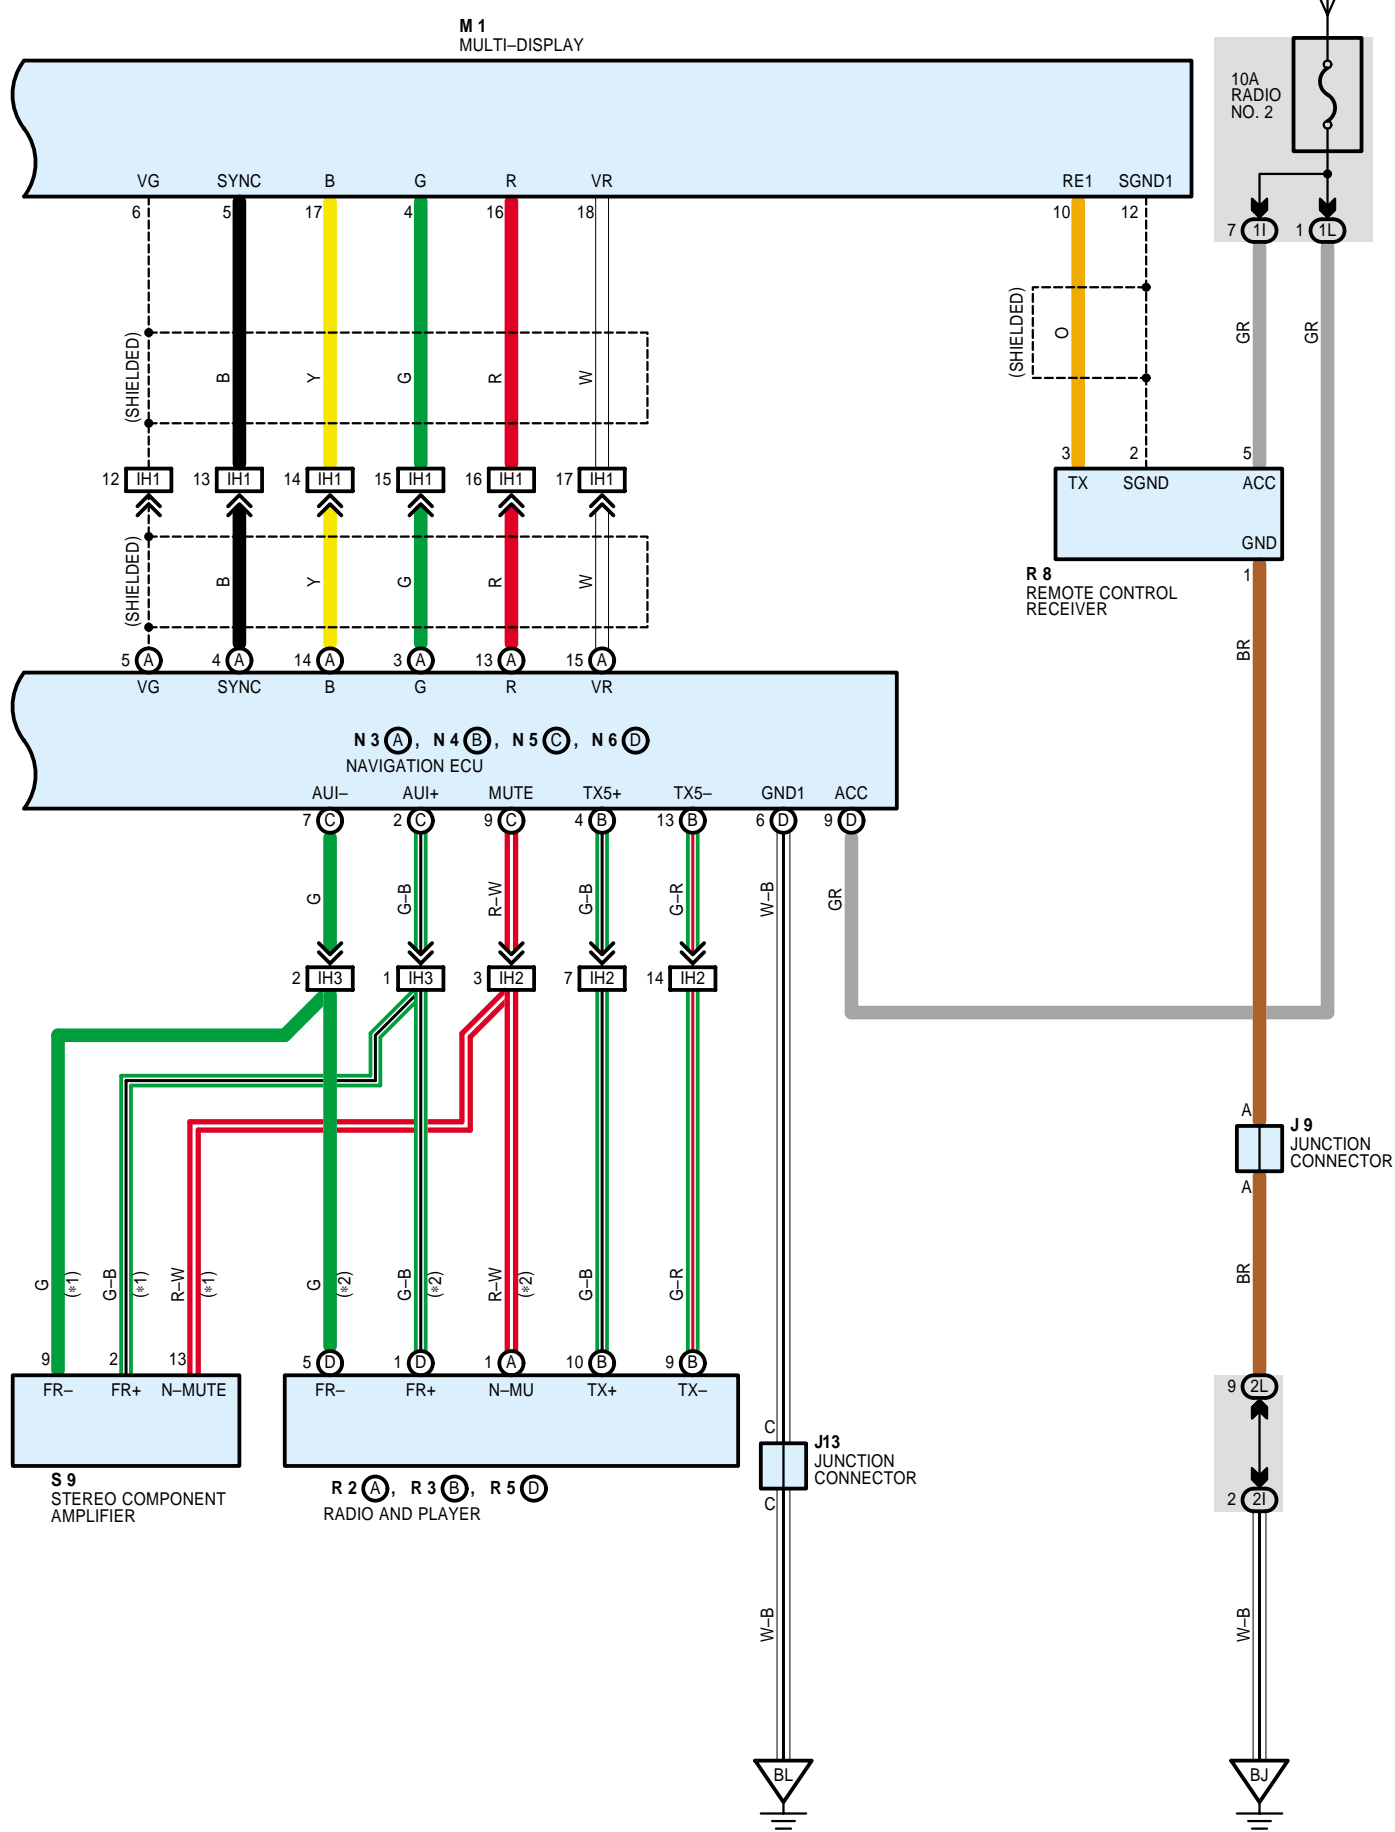 M 1
MULTI–DISPLAY
10A
RADIO
NO. 2
VG SYNC B G R VR RE1 SGND1
6 5 17 4 16 18 10 12
7 1I 1 1L
(SHIELDED) B Y G R W (SHIELDED) O GR GR
12 IH1 13 IH1 14 IH1 15 IH1 16 IH1 17 IH1
3 2 5
TX SGND ACC
GND
1
R 8
REMOTE CONTROL
RECEIVER
(SHIELDED) B Y G R W
BR
5 A 4 A 14 A 3 A 13 A 15 A
VG SYNC B G R VR
N 3 A, N 4 B, N 5 C, N 6 D
NAVIGATION ECU
AUI– AUI+ MUTE TX5+ TX5– GND1 ACC
7 C 2 C 9 C 4 B 13 B 6 D 9 D
G G–B R–W G–B G–R W–B GR
2 IH3 1 IH3 3 IH2 7 IH2 14 IH2
A
J 9
JUNCTION
CONNECTOR
A
G (*1) G–B (*1) R–W (*1) G (*2) G–B (*2) R–W (*2) G–B G–R BR
9 2 13 5 D 1 D 1 A 10 B 9 B
FR– FR+ N–MUTE FR– FR+ N–MU TX+ TX–
9 2L
C
J13
JUNCTION
CONNECTOR
C
S 9
STEREO COMPONENT
AMPLIFIER
R 2 A, R 3 B, R 5 D
RADIO AND PLAYER
2 2I
W–B W–B
BL BJ